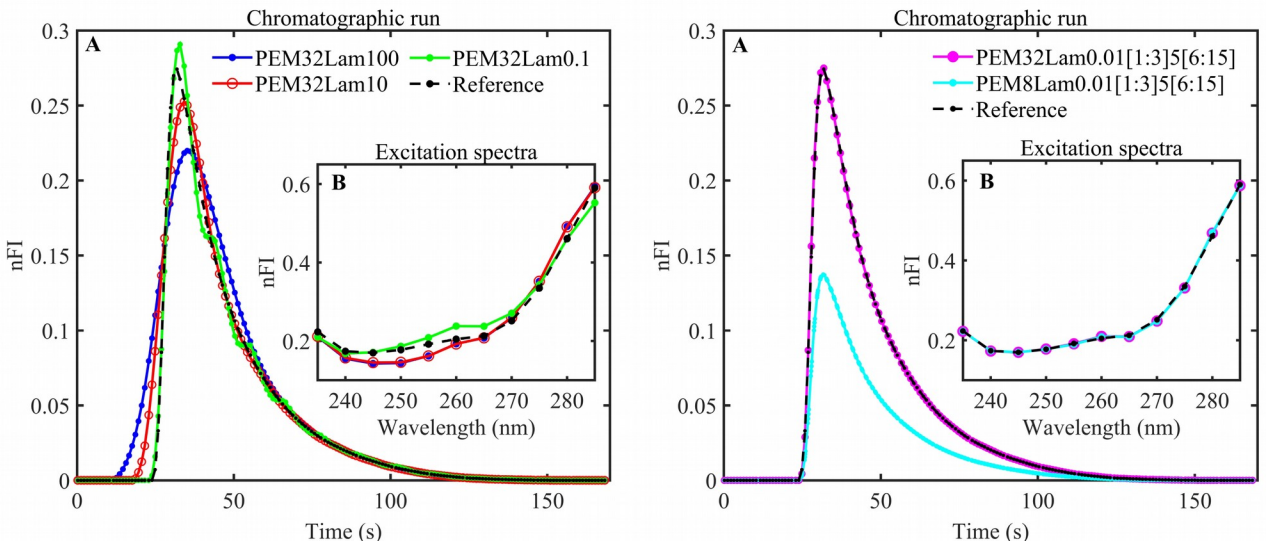 Chromatographic run
A
PEM32Lam100
PEM32Lam0.1
PEM32Lam10
Reference
0.3
0.25
0.2
0.15
0.1
0.05
0
nFI
0 50 100 150
Time (s)
Excitation spectra
B
0.6
0.4
0.2
nFI
240 250 260 270 280
Wavelength (nm)
Chromatographic run
A
PEM32Lam0.01[1:3]5[6:15]
PEM8Lam0.01[1:3]5[6:15]
Reference
0.3
0.25
0.2
0.15
0.1
0.05
0
nFI
0 50 100 150
Time (s)
Excitation spectra
B
0.6
0.4
0.2
nFI
240 250 260 270 280
Wavelength (nm)